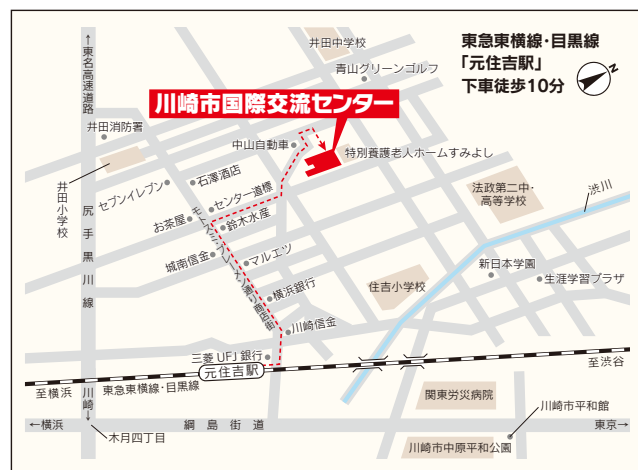 東急東横線・目黒線
「元住吉駅」
下車徒歩10分
N
井田中学校
青山グリーンゴルフ
←東名高速道路
川崎市国際交流センター
井田消防署
中山自動車
特別養護老人ホームすみよし
井田小学校
セブンイレブン
石澤酒店
センター道標
お茶屋
鈴木水産
法政第二中・
高等学校
渋川
尻手黒川線
モトスミ・ブレーメン通り商店街
城南信金
マルエツ
横浜銀行
住吉小学校
新日本学園
生涯学習プラザ
川崎信金
三菱UFJ銀行
元住吉駅
至渋谷
至横浜
東急東横線・目黒線
川崎→
関東労災病院
川崎市平和館
←横浜
綱島街道
東京→
木月四丁目
川崎市中原平和公園